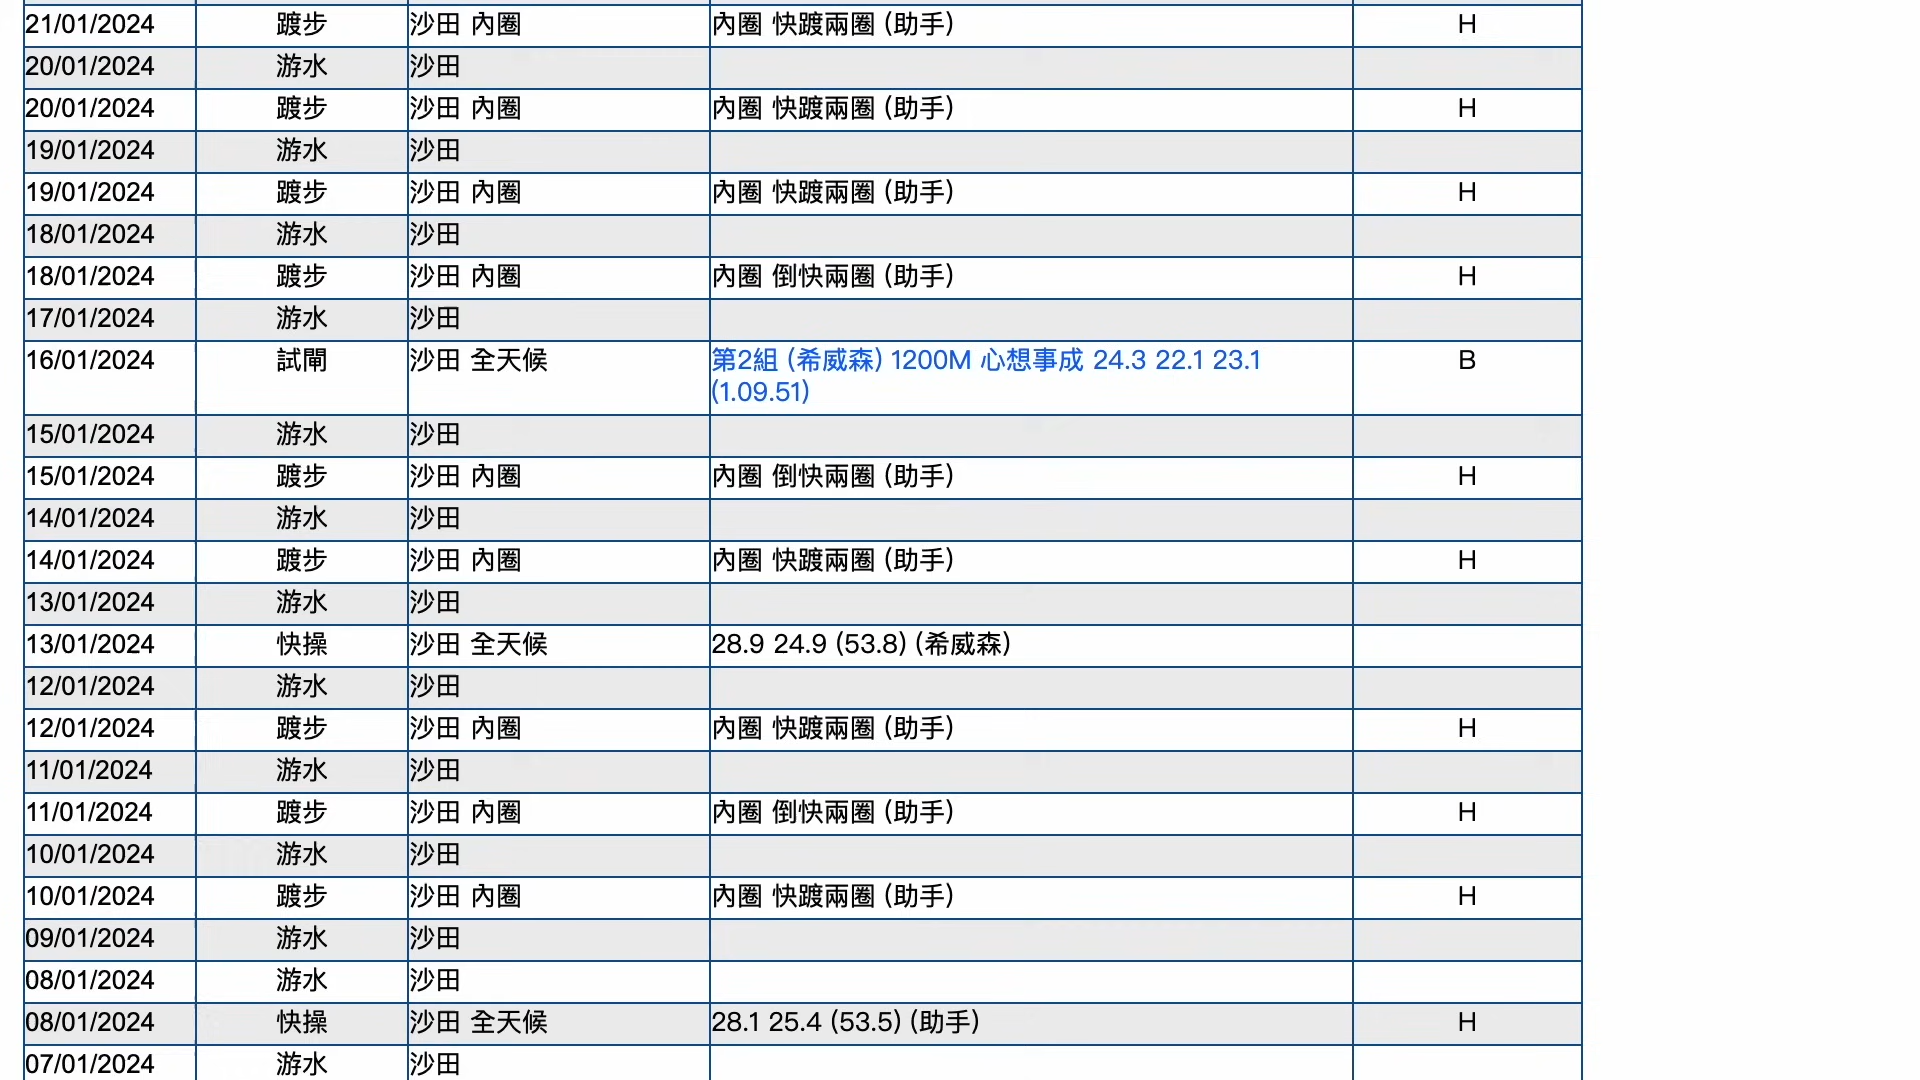 21/01/2024 踱步 沙田 內圈 內圈 快踱兩圈 (助手) H
20/01/2024 游水 沙田
20/01/2024 踱步 沙田 內圈 內圈 快踱兩圈 (助手) H
19/01/2024 游水 沙田
19/01/2024 踱步 沙田 內圈 內圈 快踱兩圈 (助手) H
18/01/2024 游水 沙田
18/01/2024 踱步 沙田 內圈 內圈 倒快兩圈 (助手) H
17/01/2024 游水 沙田
16/01/2024 試閘 沙田 全天候 第2組 (希威森) 1200M 心想事成 24.3 22.1 23.1 B
(1.09.51)
15/01/2024 游水 沙田
15/01/2024 踱步 沙田 內圈 內圈 倒快兩圈 (助手) H
14/01/2024 游水 沙田
14/01/2024 踱步 沙田 內圈 內圈 快踱兩圈 (助手) H
13/01/2024 游水 沙田
13/01/2024 快操 沙田 全天候 28.9 24.9 (53.8) (希威森)
12/01/2024 游水 沙田
12/01/2024 踱步 沙田 內圈 內圈 快踱兩圈 (助手) H
11/01/2024 游水 沙田
11/01/2024 踱步 沙田 內圈 內圈 倒快兩圈 (助手) H
10/01/2024 游水 沙田
10/01/2024 踱步 沙田 內圈 內圈 快踱兩圈 (助手) H
09/01/2024 游水 沙田
08/01/2024 游水 沙田
08/01/2024 快操 沙田 全天候 28.1 25.4 (53.5) (助手) H
07/01/2024 游水 沙田